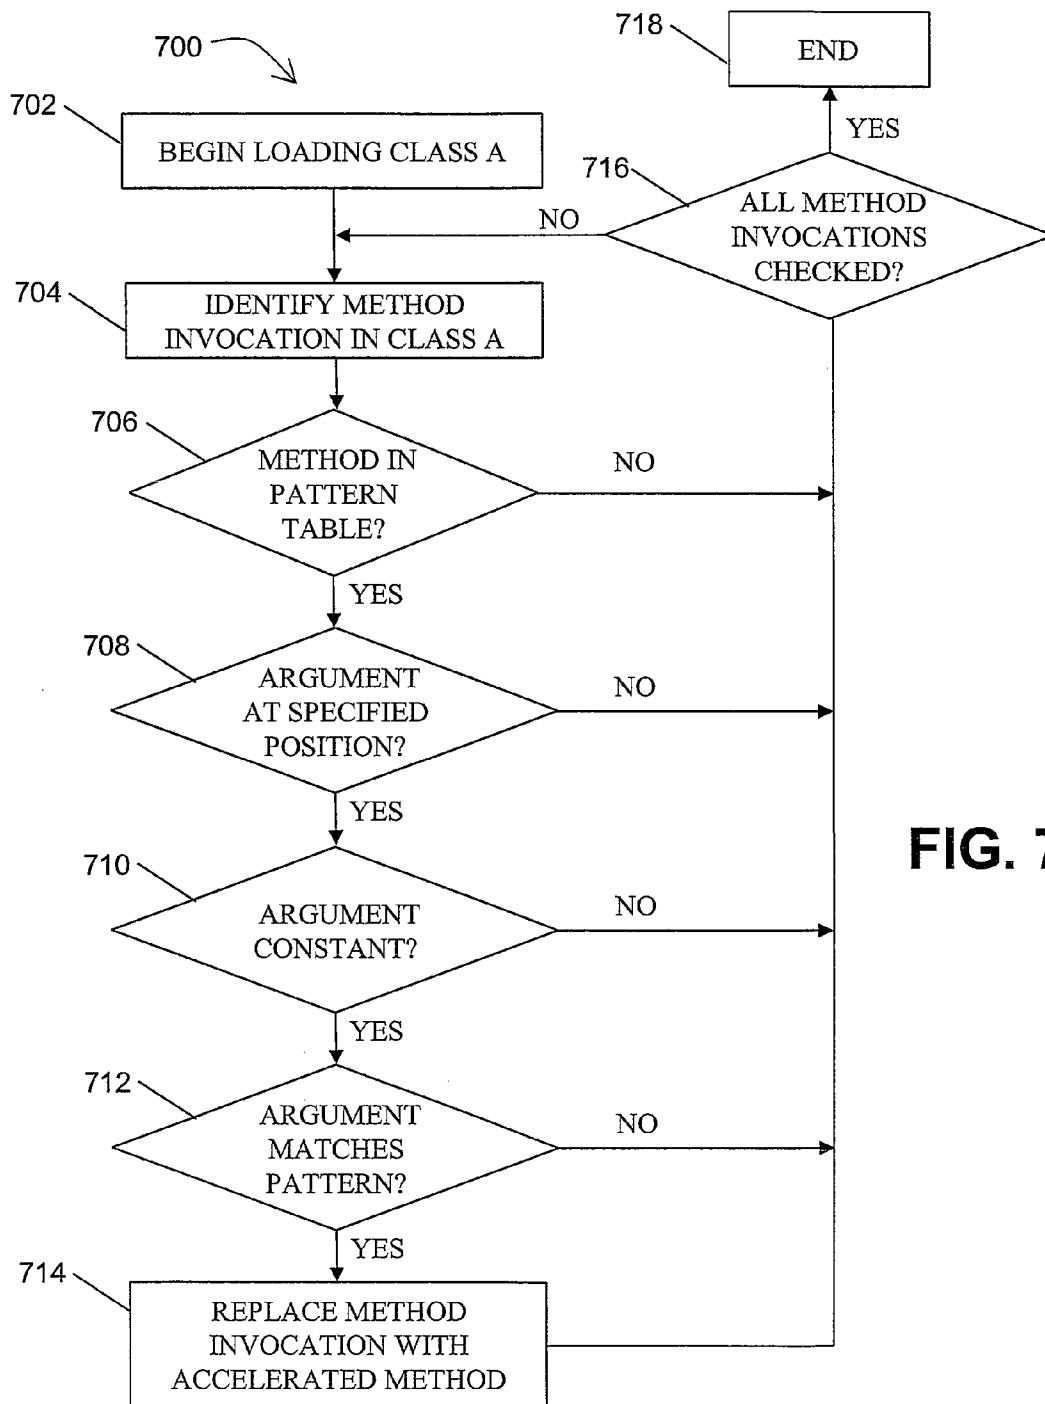 700
718
END
702
BEGIN LOADING CLASS A
YES
716
ALL METHOD
INVOCATIONS
CHECKED?
NO
704
IDENTIFY METHOD
INVOCATION IN CLASS A
706
METHOD IN
PATTERN
TABLE?
NO
YES
708
ARGUMENT
AT SPECIFIED
POSITION?
NO
YES
710
ARGUMENT
CONSTANT?
NO
YES
712
ARGUMENT
MATCHES
PATTERN?
NO
YES
714
REPLACE METHOD
INVOCATION WITH
ACCELERATED METHOD
FIG. 7